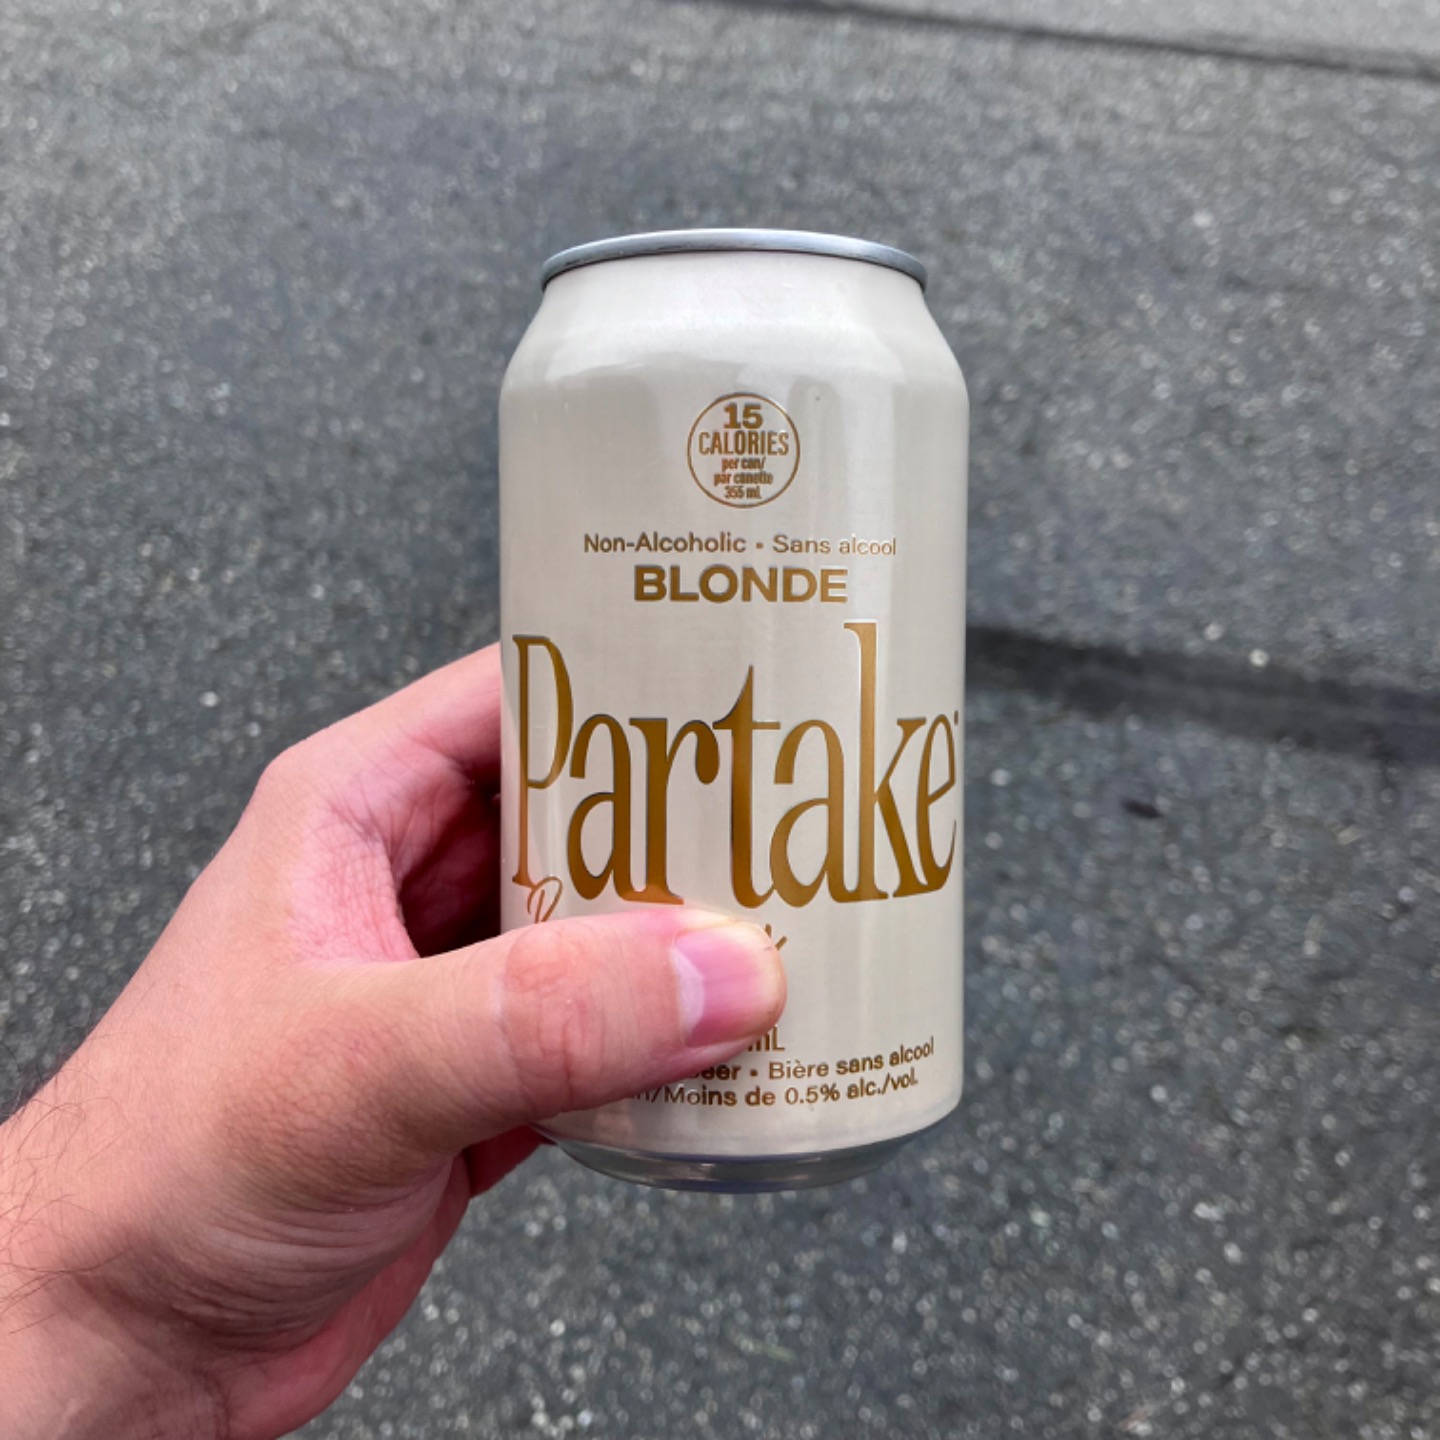 15
CALORIES
per can/
par canette
355 mL
Non-Alcoholic • Sans alcool
BLONDE
Partake
mL
Beer • Bière sans alcool
/Moins de 0.5% alc./vol.